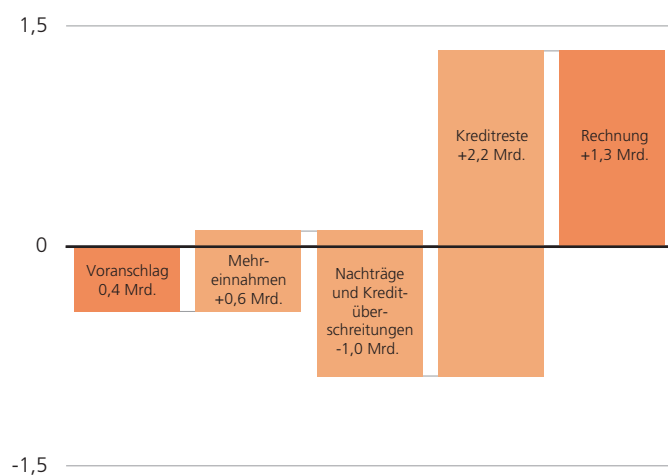 1,5
Kreditreste
+2,2 Mrd.
Rechnung
+1,3 Mrd.
0
Voranschlag
0,4 Mrd.
Mehr-
einnahmen
+0,6 Mrd.
Nachträge
und Kredit-
über-
schreitungen
-1,0 Mrd.
-1,5